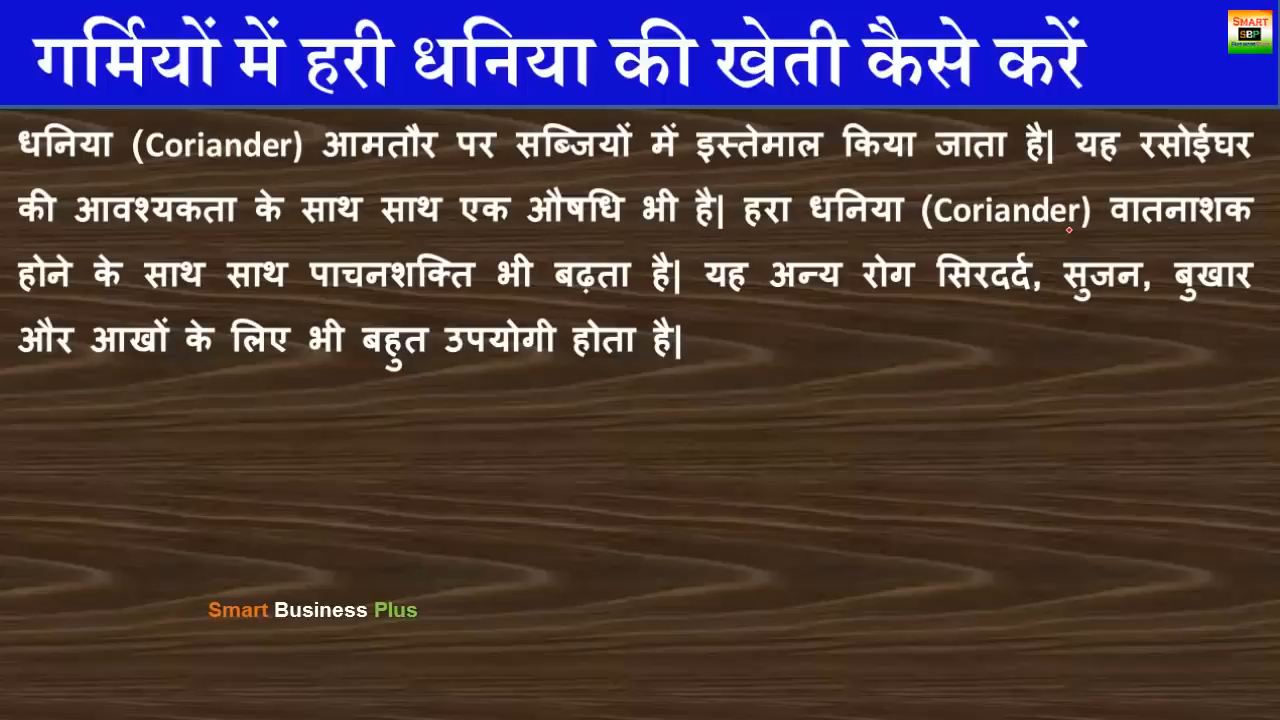 गर्मियों में हरी धनिया की खेती कैसे करें
SMART
SBP
धनिया (Coriander) आमतौर पर सब्जियों में इस्तेमाल किया जाता है| यह रसोईघर
की आवश्यकता के साथ साथ एक औषधि भी है| हरा धनिया (Coriander) वातनाशक
होने के साथ साथ पाचनशक्ति भी बढ़ता है| यह अन्य रोग सिरदर्द, सुजन, बुखार
और आखों के लिए भी बहुत उपयोगी होता है|
Smart Business Plus